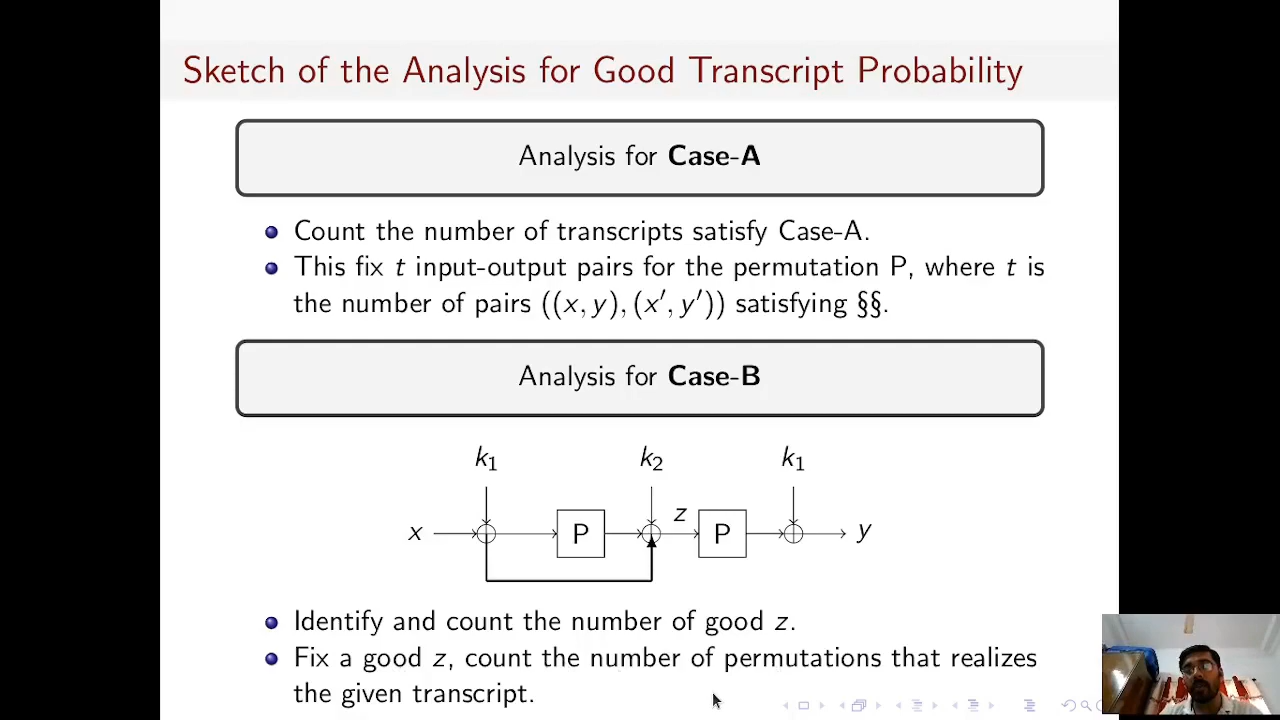 Sketch of the Analysis for Good Transcript Probability
Analysis for Case-A
Count the number of transcripts satisfy Case-A.
This fix t input-output pairs for the permutation P, where t is
the number of pairs ((x, y), (x′, y′)) satisfying §§.
Analysis for Case-B
k₁ k₂ k₁
x P z P y
Identify and count the number of good z.
Fix a good z, count the number of permutations that realizes
the given transcript.